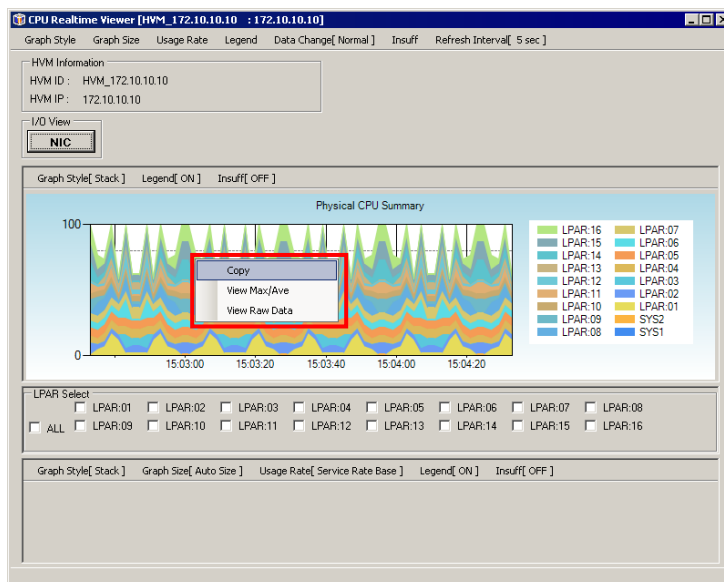 CPU Realtime Viewer [HVM_172.10.10.10 : 172.10.10.10]
Graph Style Graph Size Usage Rate Legend Data Change[ Normal ] Insuff Refresh Interval[ 5 sec ]
HVM Information
HVM ID : HVM_172.10.10.10
HVM IP : 172.10.10.10
I/O View
NIC
Graph Style[ Stack ] Legend[ ON ] Insuff[ OFF ]
Physical CPU Summary
100
0
15:03:00 15:03:20 15:03:40 15:04:00 15:04:20
Copy
View Max/Ave
View Raw Data
LPAR:16 LPAR:07
LPAR:15 LPAR:06
LPAR:14 LPAR:05
LPAR:13 LPAR:04
LPAR:12 LPAR:03
LPAR:11 LPAR:02
LPAR:10 LPAR:01
LPAR:09 SYS2
LPAR:08 SYS1
LPAR Select
LPAR:01 LPAR:02 LPAR:03 LPAR:04 LPAR:05 LPAR:06 LPAR:07 LPAR:08
ALL LPAR:09 LPAR:10 LPAR:11 LPAR:12 LPAR:13 LPAR:14 LPAR:15 LPAR:16
Graph Style[ Stack ] Graph Size[ Auto Size ] Usage Rate[ Service Rate Base ] Legend[ ON ] Insuff[ OFF ]